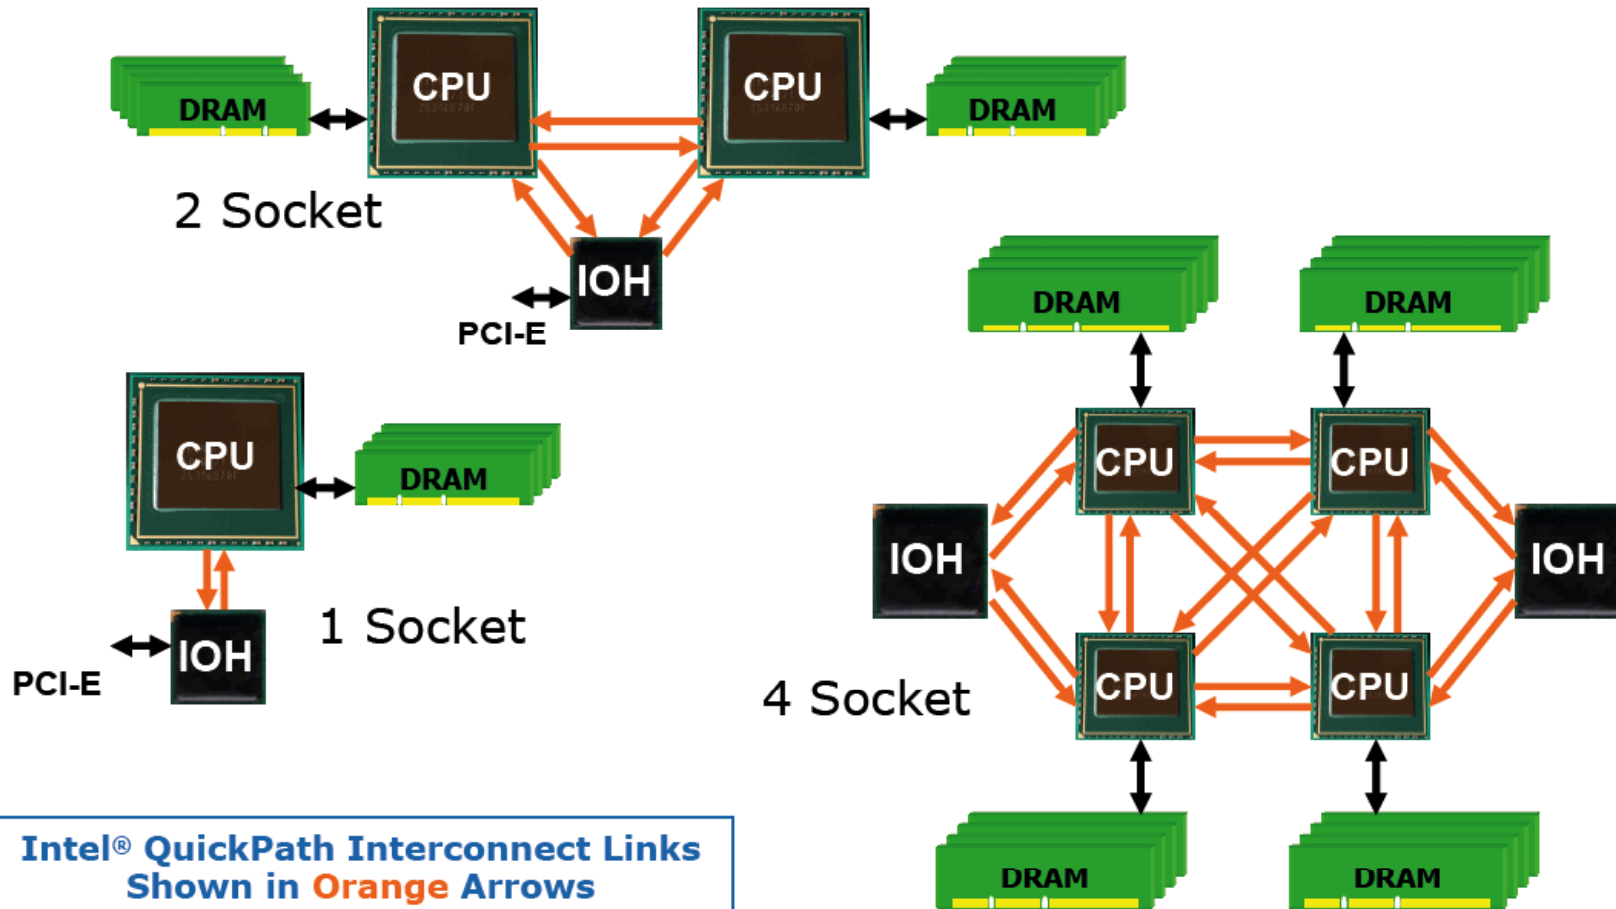 CPU
CPU
DRAM
DRAM
2 Socket
IOH
PCI-E
DRAM
DRAM
CPU
DRAM
CPU
CPU
IOH
IOH
1 Socket
IOH
PCI-E
4 Socket
CPU
CPU
Intel® QuickPath Interconnect Links
Shown in Orange Arrows
DRAM
DRAM